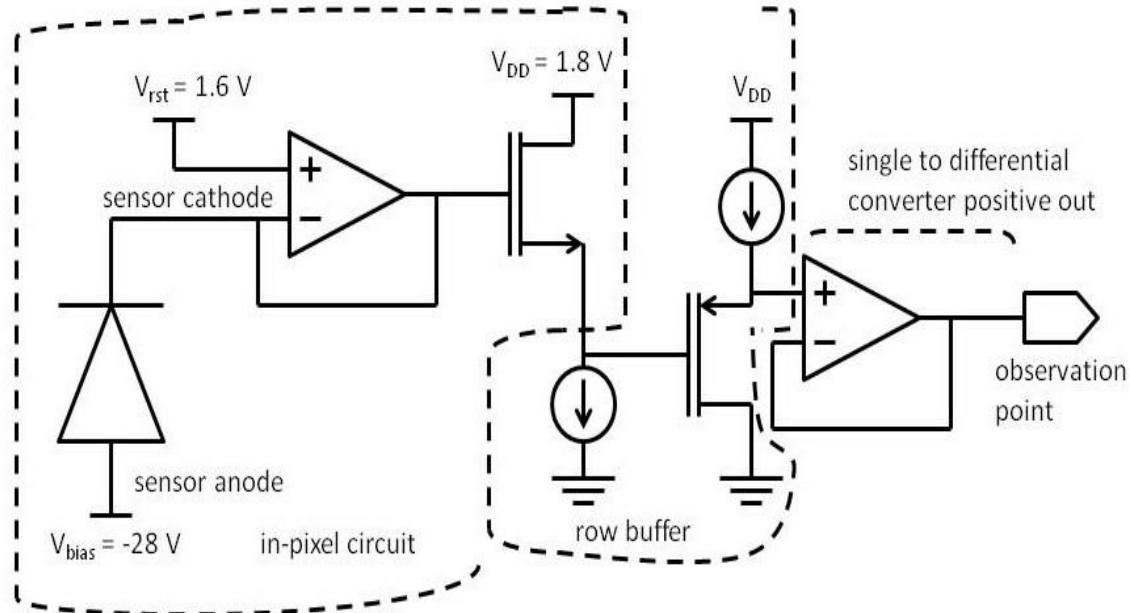 V_DD = 1.8 V
V_rst = 1.6 V
V_DD
single to differential
converter positive out
sensor cathode
+
−
+
−
observation
point
sensor anode
row buffer
V_bias = -28 V
in-pixel circuit